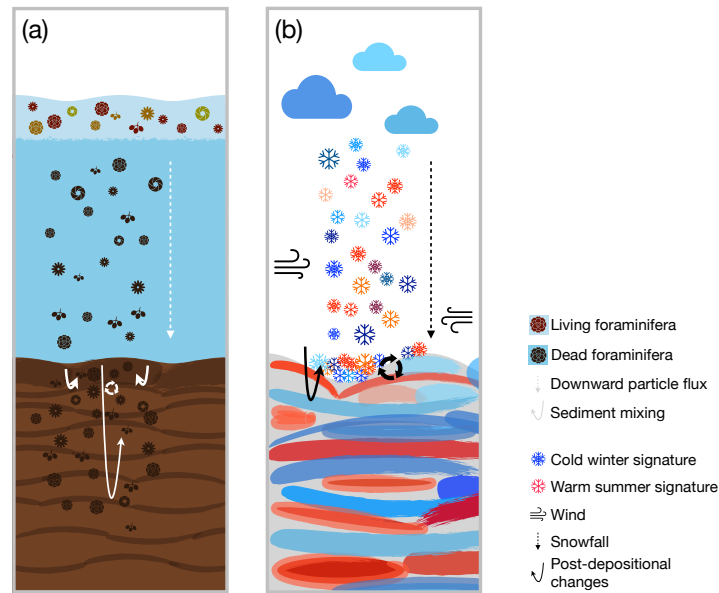 (a)
(b)
Living foraminifera
Dead foraminifera
Downward particle flux
Sediment mixing
Cold winter signature
Warm summer signature
Wind
Snowfall
Post-depositional
changes